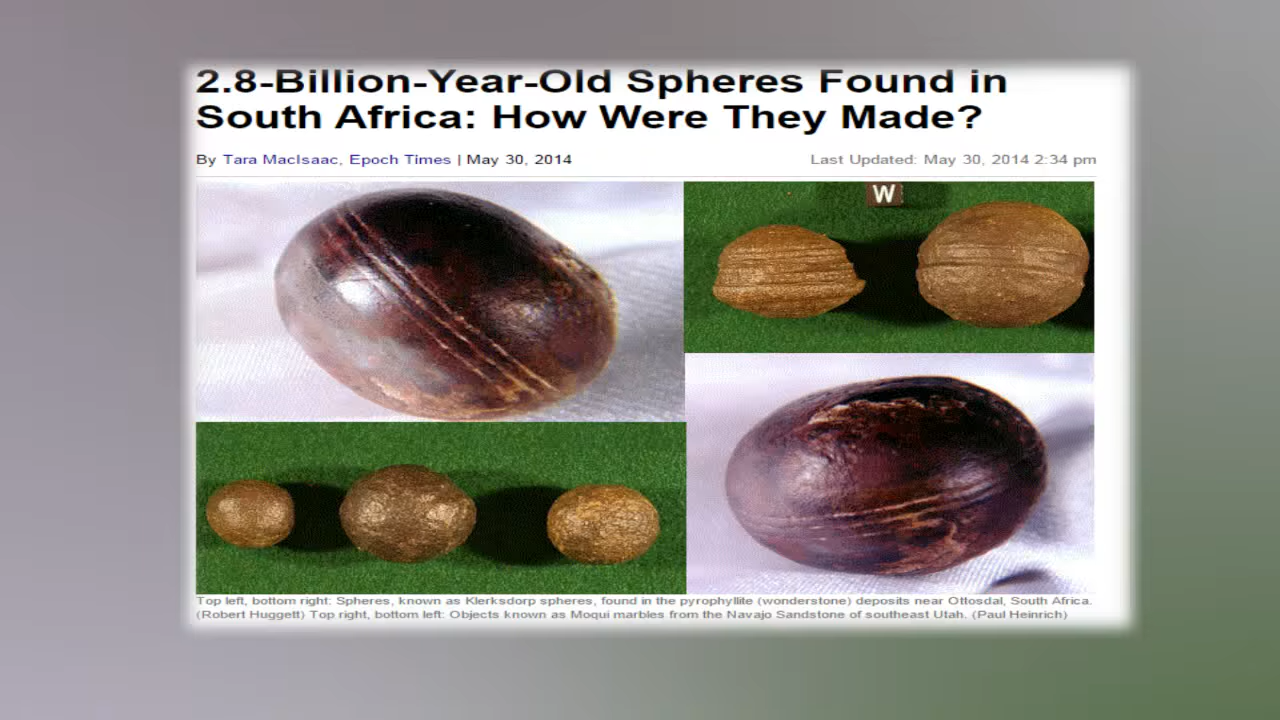 2.8-Billion-Year-Old Spheres Found in
South Africa: How Were They Made?
By Tara MacIsaac, Epoch Times | May 30, 2014
Last Updated: May 30, 2014 2:34 pm
W
Top left, bottom right: Spheres, known as Klerksdorp spheres, found in the pyrophyllite (wonderstone) deposits near Ottosdal, South Africa.
(Robert Huggett) Top right, bottom left: Objects known as Moqui marbles from the Navajo Sandstone of southeast Utah. (Paul Heinrich)